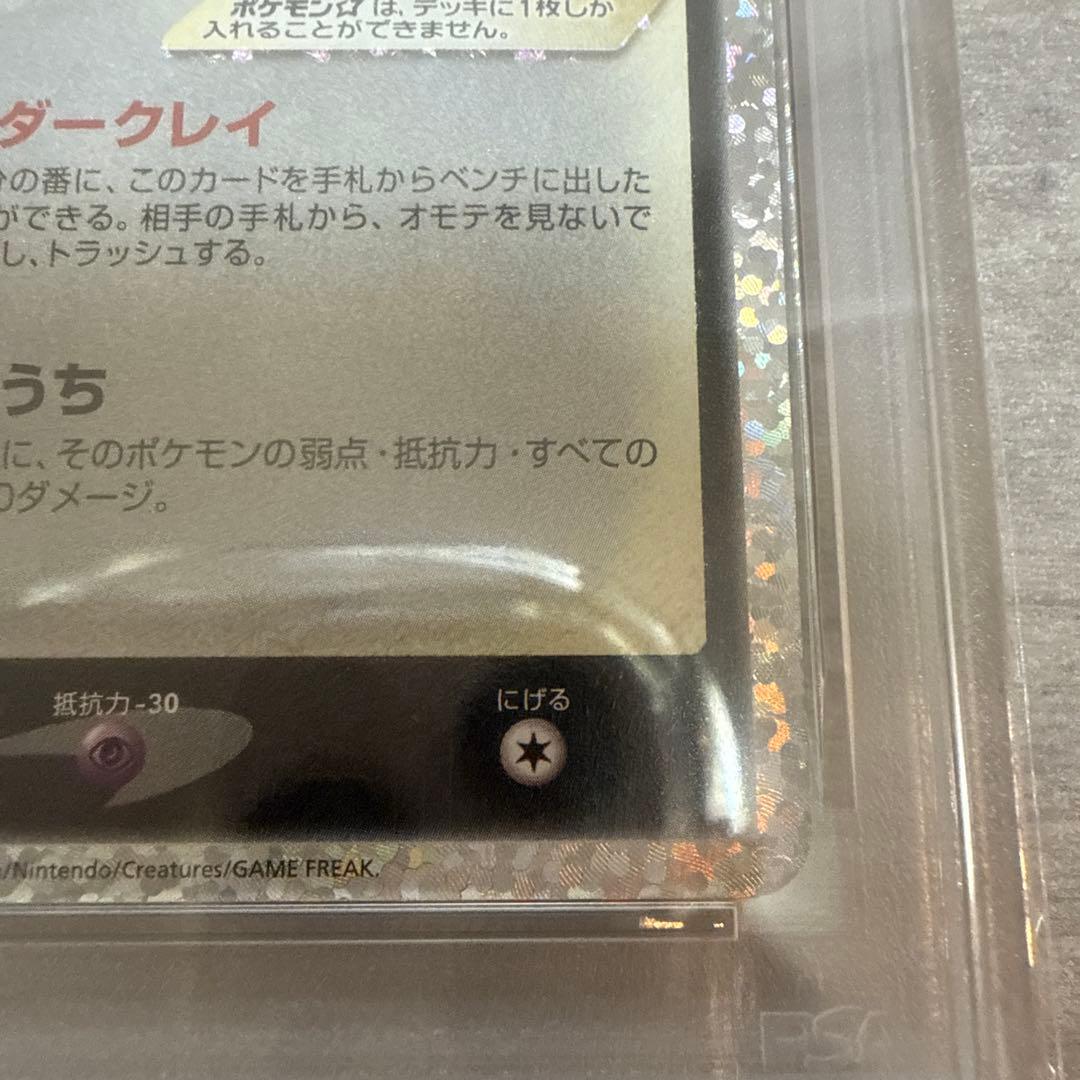 ポケモン☆は、デッキに1枚しか
入れることができません。
ダークレイ
の番に、このカードを手札からベンチに出した
ができる。相手の手札から、オモテを見ないで
し、トラッシュする。
うち
に、そのポケモンの弱点・抵抗力・すべての
0ダメージ。
抵抗力 -30
にげる
/Nintendo/Creatures/GAME FREAK.
PSA